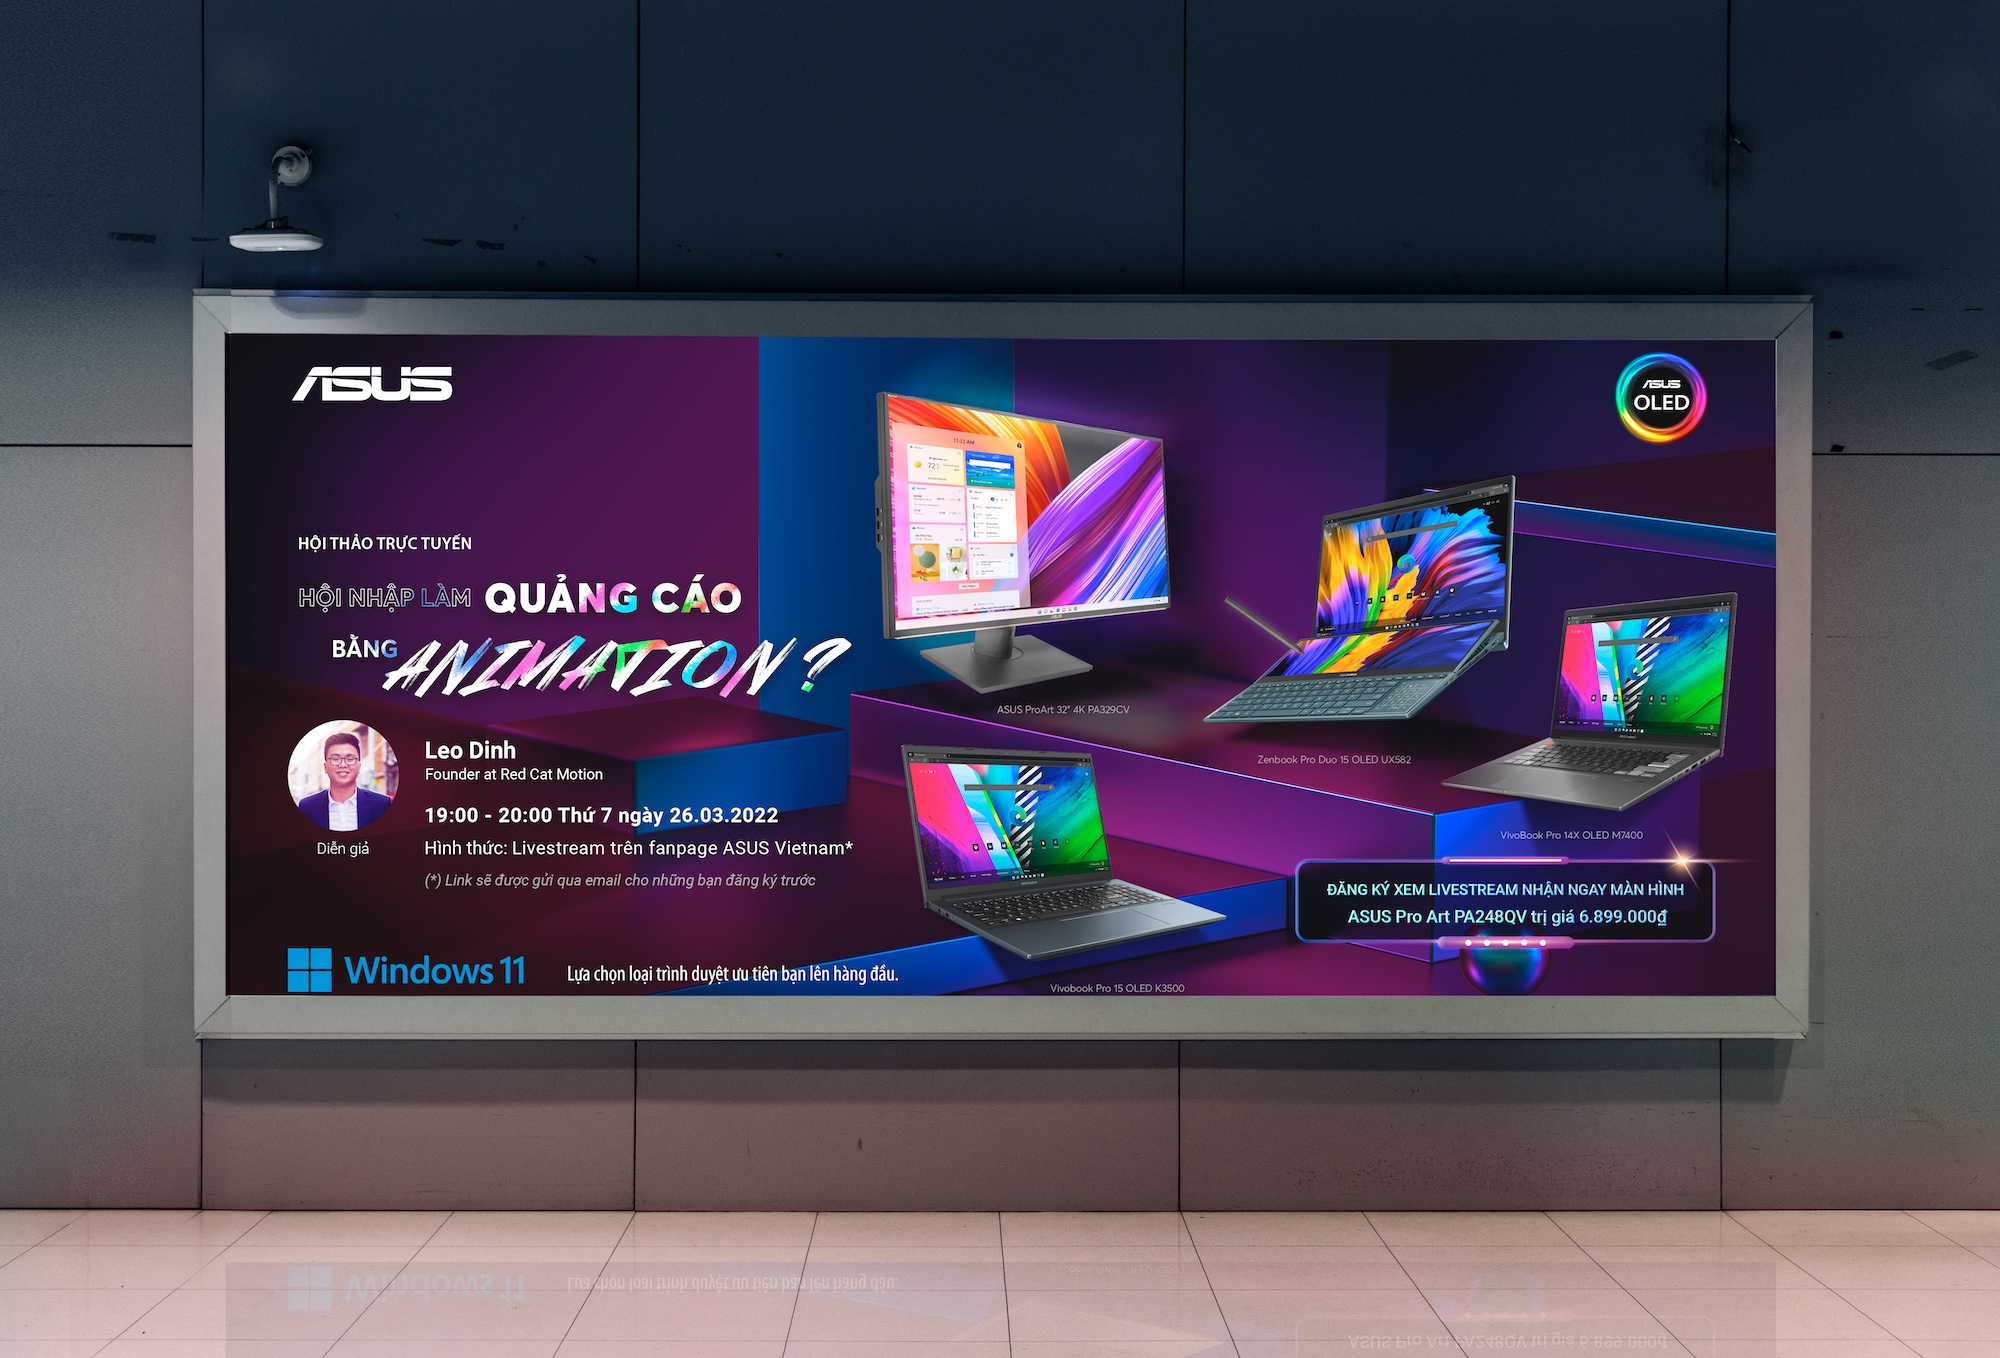 ASUS
ASUS
OLED
HỘI THẢO TRỰC TUYẾN
HỘI NHẬP LÀM QUẢNG CÁO
BẰNG ANIMATION?
Leo Dinh
Founder at Red Cat Motion
Diễn giả
19:00 - 20:00 Thứ 7 ngày 26.03.2022
Hình thức: Livestream trên fanpage ASUS Vietnam*
(*) Link sẽ được gửi qua email cho những bạn đăng ký trước
Windows 11
Lựa chọn loại trình duyệt ưu tiên bạn lên hàng đầu.
11:11 AM
ASUS ProArt 32" 4K PA329CV
Zenbook Pro Duo 15 OLED UX582
VivoBook Pro 14X OLED M7400
Vivobook Pro 15 OLED K3500
ĐĂNG KÝ XEM LIVESTREAM NHẬN NGAY MÀN HÌNH
ASUS Pro Art PA248QV trị giá 6.899.000₫